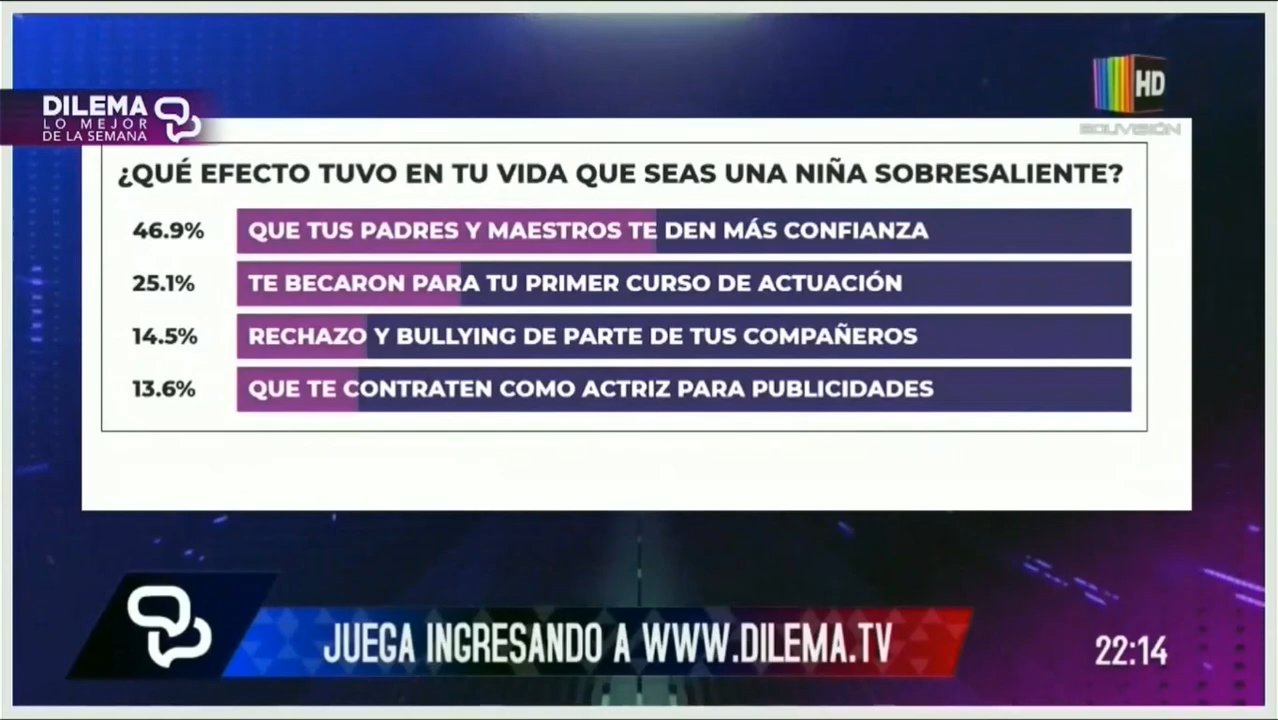 DILEMA
LO MEJOR
DE LA SEMANA
HD
BOLIVISIÓN
¿QUÉ EFECTO TUVO EN TU VIDA QUE SEAS UNA NIÑA SOBRESALIENTE?
46.9% QUE TUS PADRES Y MAESTROS TE DEN MÁS CONFIANZA
25.1% TE BECARON PARA TU PRIMER CURSO DE ACTUACIÓN
14.5% RECHAZO Y BULLYING DE PARTE DE TUS COMPAÑEROS
13.6% QUE TE CONTRATEN COMO ACTRIZ PARA PUBLICIDADES
JUEGA INGRESANDO A WWW.DILEMA.TV
22:14